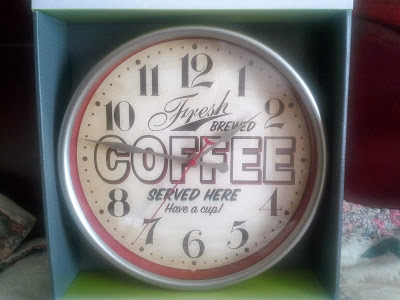 12
11 1
Fresh
10 2
BREWED
COFFEE
SERVED HERE
8 4
Have a cup!
7 5
6